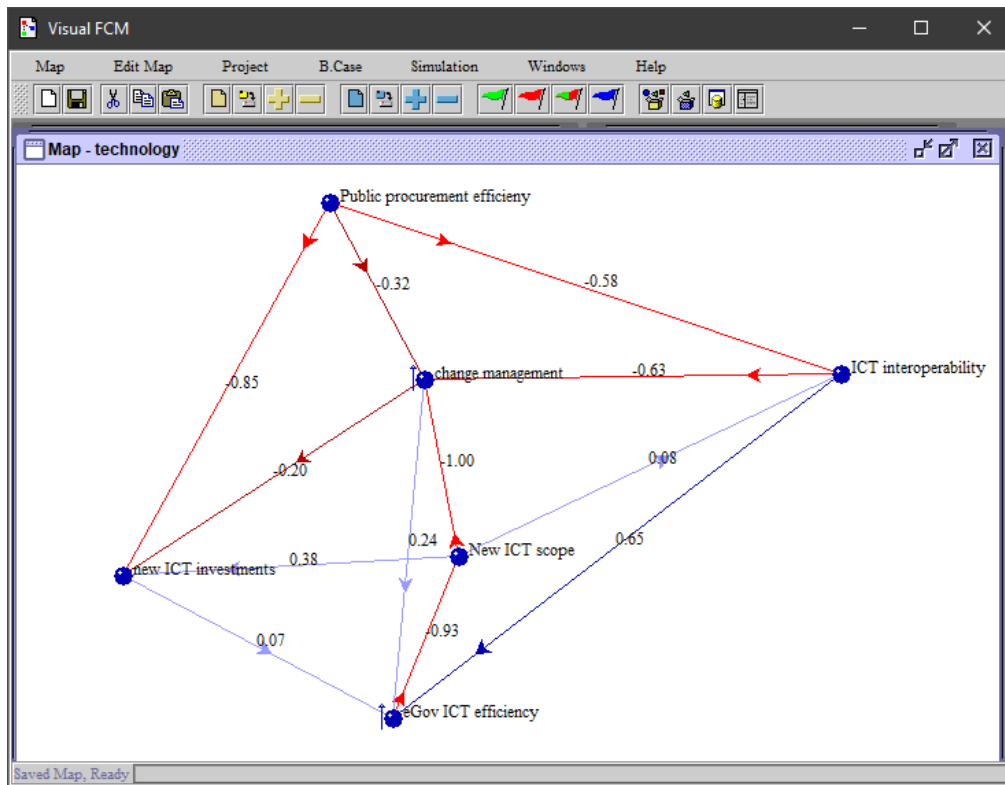 Visual FCM
Map Edit Map Project B.Case Simulation Windows Help
Map - technology
Public procurement efficieny
-0.32
-0.58
ICT interoperability
change management
-0.63
-0.85
-1.00
-0.20
0.08
0.24
0.65
New ICT scope
0.38
new ICT investments
-0.93
0.07
eGov ICT efficiency
Saved Map, Ready